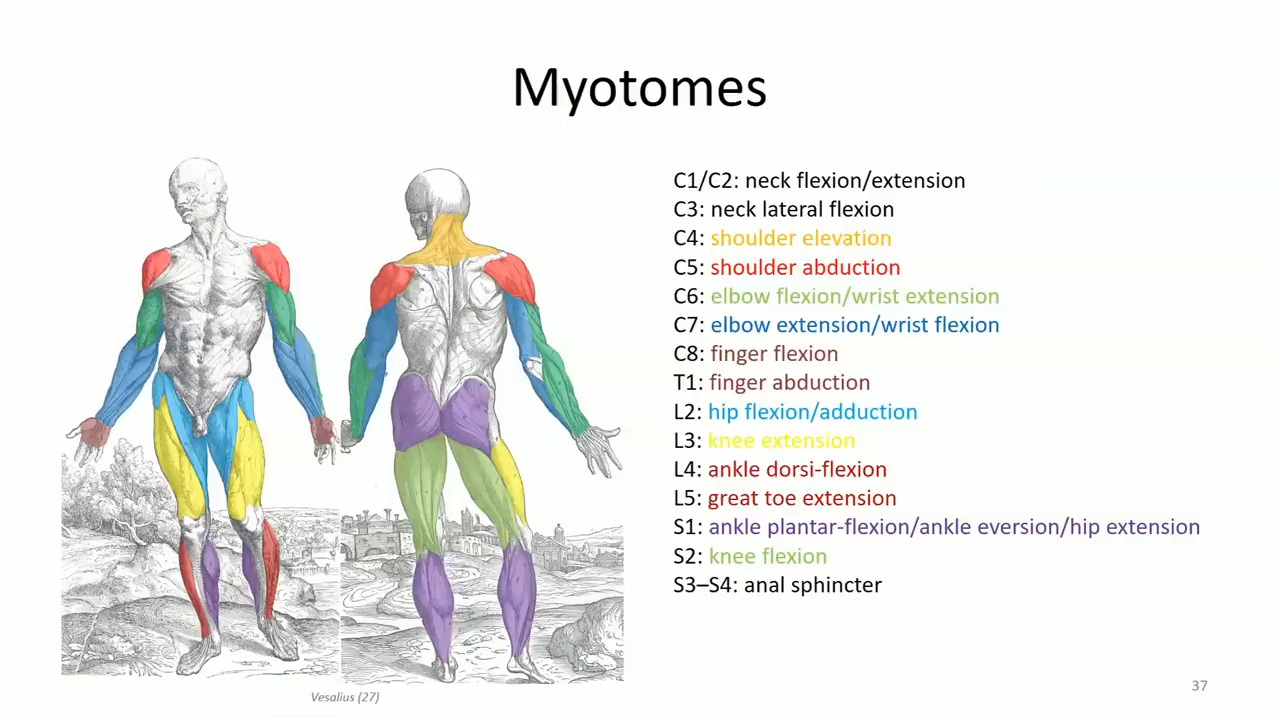 Myotomes
C1/C2: neck flexion/extension
C3: neck lateral flexion
C4: shoulder elevation
C5: shoulder abduction
C6: elbow flexion/wrist extension
C7: elbow extension/wrist flexion
C8: finger flexion
T1: finger abduction
L2: hip flexion/adduction
L3: knee extension
L4: ankle dorsi-flexion
L5: great toe extension
S1: ankle plantar-flexion/ankle eversion/hip extension
S2: knee flexion
S3–S4: anal sphincter
Vesalius (27)
37